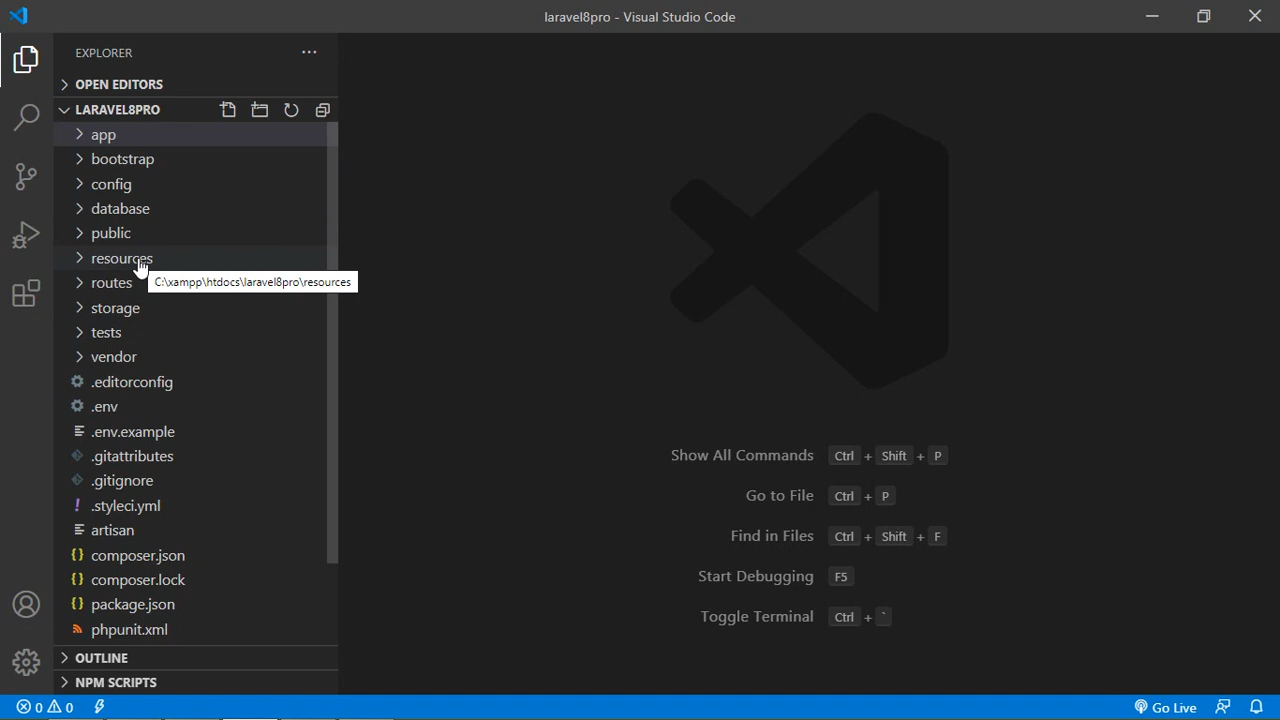 laravel8pro - Visual Studio Code
EXPLORER
OPEN EDITORS
LARAVEL8PRO
app
bootstrap
config
database
public
resources
C:\xampp\htdocs\laravel8pro\resources
routes
storage
tests
vendor
.editorconfig
.env
.env.example
.gitattributes
.gitignore
.styleci.yml
artisan
composer.json
composer.lock
package.json
phpunit.xml
OUTLINE
NPM SCRIPTS
Show All Commands Ctrl + Shift + P
Go to File Ctrl + P
Find in Files Ctrl + Shift + F
Start Debugging F5
Toggle Terminal Ctrl + `
0 0
Go Live